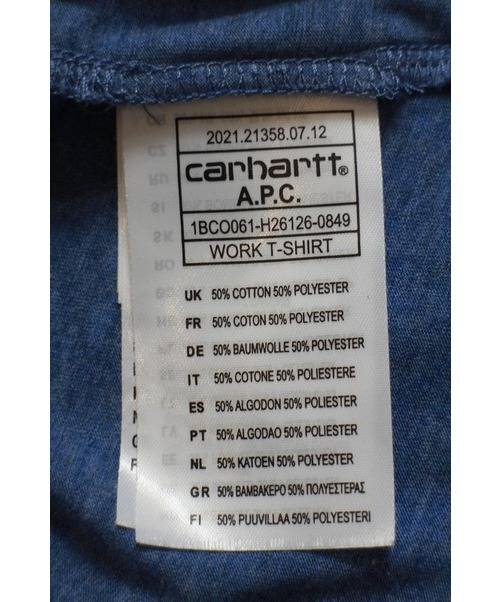 2021.21358.07.12
carhartt®
A.P.C.
1BCO061-H26126-0849
WORK T-SHIRT
UK 50% COTTON 50% POLYESTER
FR 50% COTON 50% POLYESTER
DE 50% BAUMWOLLE 50% POLYESTER
IT 50% COTONE 50% POLIESTERE
ES 50% ALGODON 50% POLYESTER
PT 50% ALGODAO 50% POLYESTER
NL 50% KATOEN 50% POLYESTER
GR 50% ΒΑΜΒΑΚΕΡΟ 50% ΠΟΛΥΕΣΤΕΡΑΣ
FI 50% PUUVILLAA 50% POLYESTERI